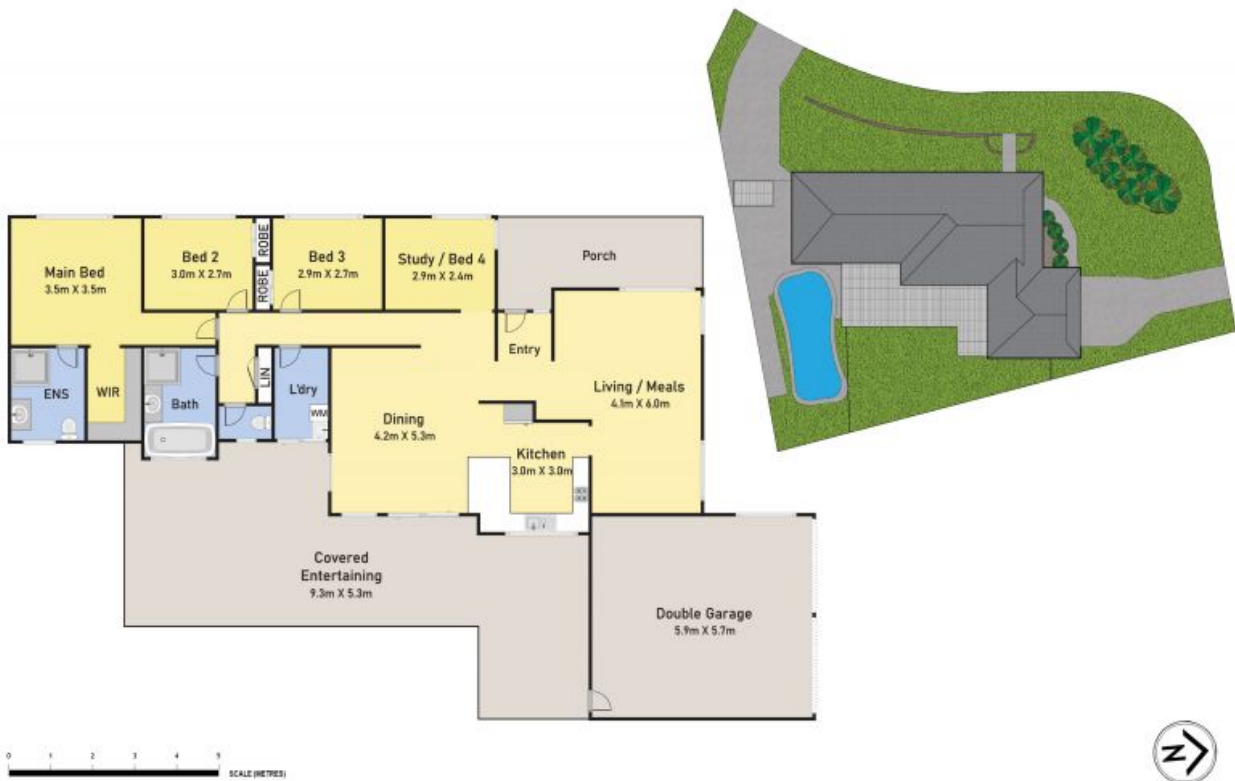 Main Bed
3.5m X 3.5m
Bed 2
3.0m X 2.7m
ROBE
ROBE
Bed 3
2.9m X 2.7m
Study / Bed 4
2.9m X 2.4m
Porch
Entry
ENS
WIR
Bath
LIN
L'dry
WM
Dining
4.2m X 5.3m
Kitchen
3.0m X 3.0m
Living / Meals
4.1m X 6.0m
Covered
Entertaining
9.3m X 5.3m
Double Garage
5.9m X 5.7m
0 1 2 3 4 5
SCALE (METRES)
N